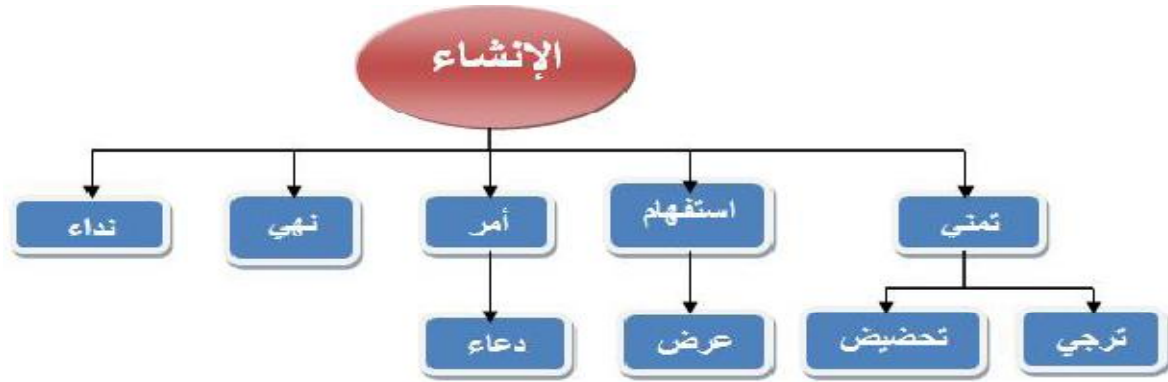 الإنشاء
تمني
استفهام
أمر
نهي
نداء
ترجي
تحضيض
عرض
دعاء